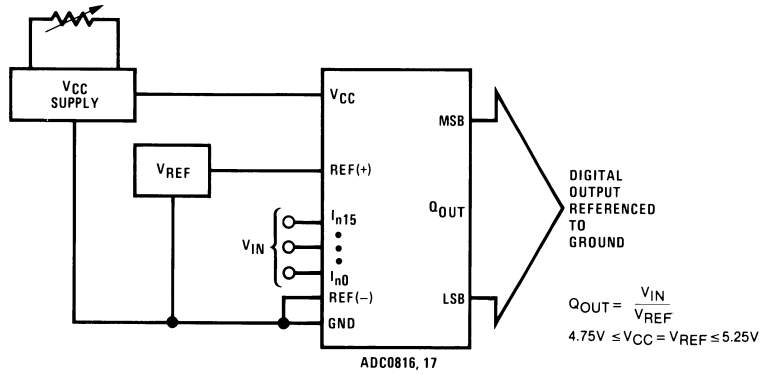 VCC
SUPPLY
VCC
MSB
VREF
REF(+)
DIGITAL
OUTPUT
REFERENCED
TO
GROUND
QOUT
In15
VIN
In0
REF(−)
LSB
GND
QOUT = VIN / VREF
4.75V ≤ VCC = VREF ≤ 5.25V
ADC0816, 17